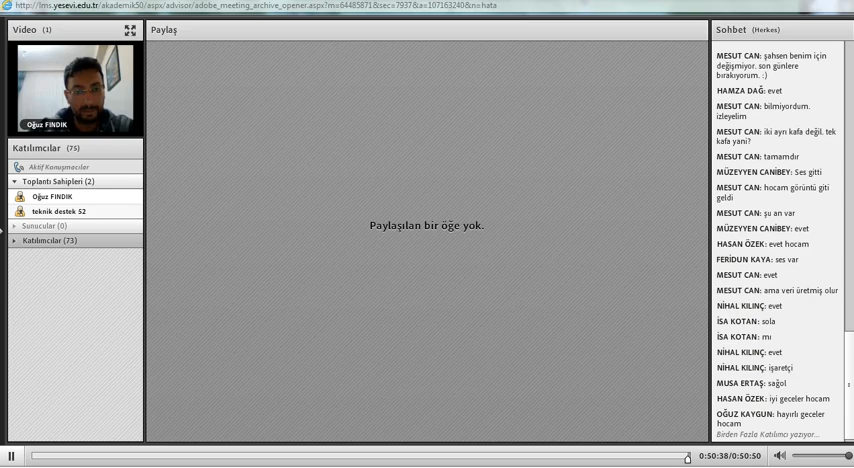 http://lms.yesevi.edu.tr/akademik50/aspx/advisor/adobe_meeting_archive_opener.aspx?m=64485871&sec=7937&a=107163240&n=hata
Video (1)
Oğuz FINDIK
Katılımcılar (75)
Aktif Konuşmacılar
Toplantı Sahipleri (2)
Oğuz FINDIK
teknik destek 52
Sunucular (0)
Katılımcılar (73)
Paylaş
Paylaşılan bir öğe yok.
Sohbet (Herkes)
MESUT CAN: şahsen benim için
değişmiyor. son günlere
bırakıyorum. :)
HAMZA DAĞ: evet
MESUT CAN: bilmiyordum.
izleyelim
MESUT CAN: iki ayrı kafa değil. tek
kafa yani?
MESUT CAN: tamamdır
MÜZEYYEN CANİBEY: Ses gitti
MESUT CAN: hocam görüntü giti
geldi
MESUT CAN: şu an var
MÜZEYYEN CANİBEY: evet
HASAN ÖZEK: evet hocam
FERİDUN KAYA: ses var
MESUT CAN: evet
MESUT CAN: ama veri üretmiş olur
NİHAL KILINÇ: evet
İSA KOTAN: sola
İSA KOTAN: mı
NİHAL KILINÇ: evet
NİHAL KILINÇ: işaretçi
MUSA ERTAŞ: sağol
HASAN ÖZEK: iyi geceler hocam
OĞUZ KAYGUN: hayırlı geceler
hocam
Birden Fazla Katılımcı yazıyor...
0:50:38/0:50:50